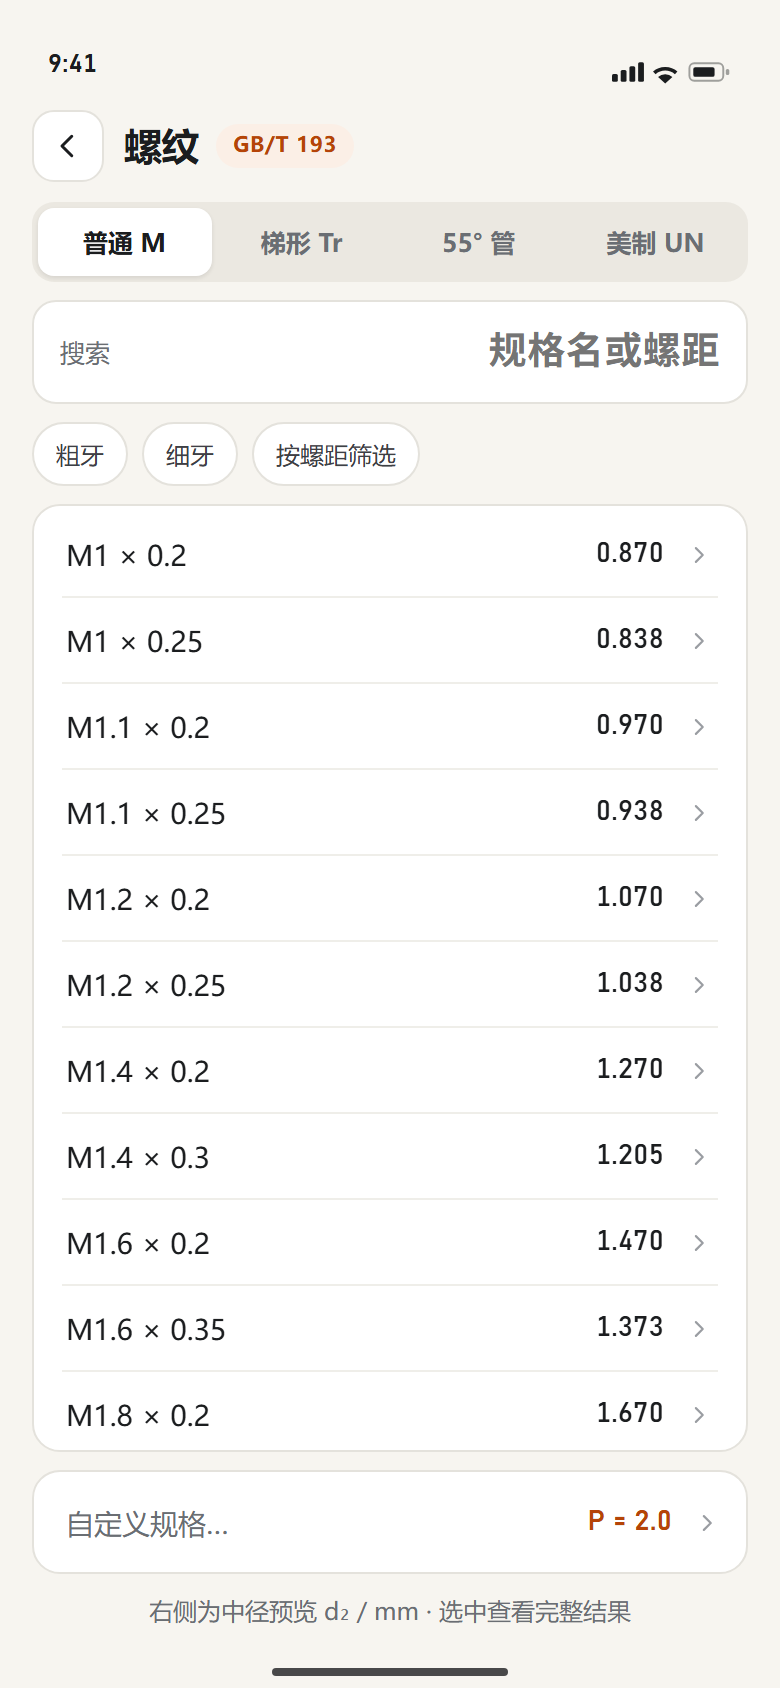 9:41
螺纹 GB/T 193
普通 M 梯形 Tr 55° 管 美制 UN
搜索 规格名或螺距
粗牙 细牙 按螺距筛选
M1 × 0.2 0.870
M1 × 0.25 0.838
M1.1 × 0.2 0.970
M1.1 × 0.25 0.938
M1.2 × 0.2 1.070
M1.2 × 0.25 1.038
M1.4 × 0.2 1.270
M1.4 × 0.3 1.205
M1.6 × 0.2 1.470
M1.6 × 0.35 1.373
M1.8 × 0.2 1.670
自定义规格... P = 2.0
右侧为中径预览 d₂ / mm · 选中查看完整结果